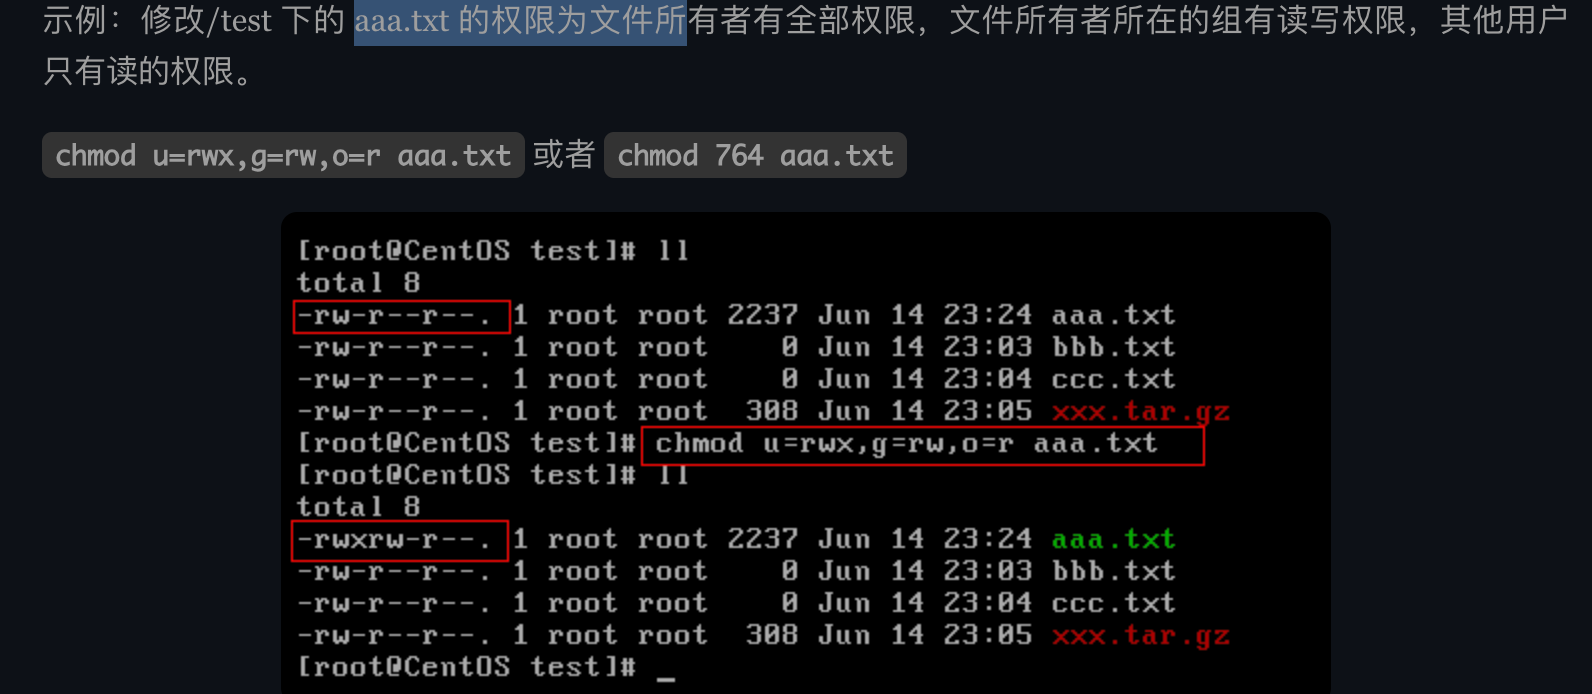 示例：修改/test 下的 aaa.txt 的权限为文件所有者有全部权限，文件所有者所在的组有读写权限，其他用户
只有读的权限。
chmod u=rwx,g=rw,o=r aaa.txt 或者 chmod 764 aaa.txt
[root@CentOS test]# ll
total 8
-rw-r--r--. 1 root root 2237 Jun 14 23:24 aaa.txt
-rw-r--r--. 1 root root    0 Jun 14 23:03 bbb.txt
-rw-r--r--. 1 root root    0 Jun 14 23:04 ccc.txt
-rw-r--r--. 1 root root  308 Jun 14 23:05 xxx.tar.gz
[root@CentOS test]# chmod u=rwx,g=rw,o=r aaa.txt
[root@CentOS test]# ll
total 8
-rwxrw-r--. 1 root root 2237 Jun 14 23:24 aaa.txt
-rw-r--r--. 1 root root    0 Jun 14 23:03 bbb.txt
-rw-r--r--. 1 root root    0 Jun 14 23:04 ccc.txt
-rw-r--r--. 1 root root  308 Jun 14 23:05 xxx.tar.gz
[root@CentOS test]# _